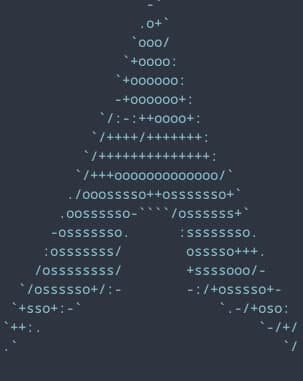 -`
.o+`
`ooo/
`+oooo:
`+oooooo:
-+oooooo+:
`/:-:++oooo+:
`/++++/+++++++:
`/++++++++++++++:
`/+++ooooooooooooo/`
./ooosssso++osssssso+`
.oossssso-````/ossssss+`
-osssssso.      :ssssssso.
:osssssss/        osssso+++.
/ossssssss/        +ssssooo/-
`/ossssso+/:-        -:/+osssso+-
`+sso+:-`                 `.-/+oso:
`++:.                           `-/+/
.`                                 `/